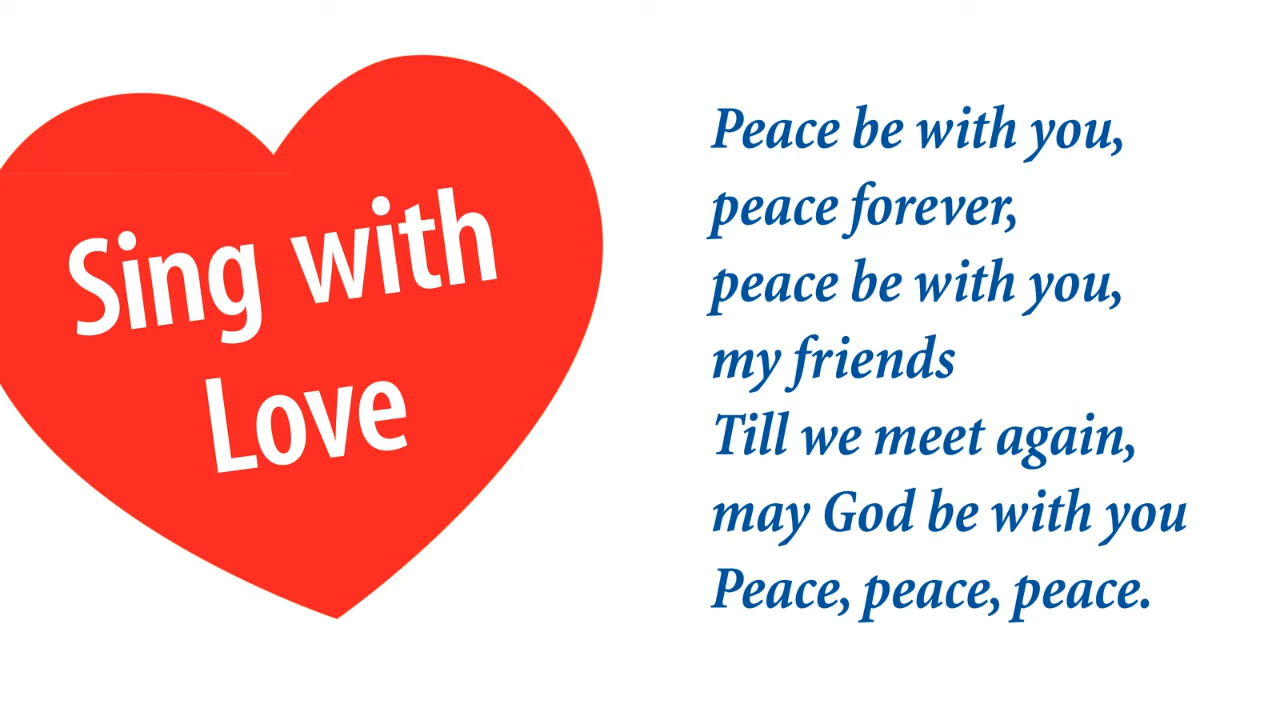 Sing with
Love
Peace be with you,
peace forever,
peace be with you,
my friends
Till we meet again,
may God be with you
Peace, peace, peace.